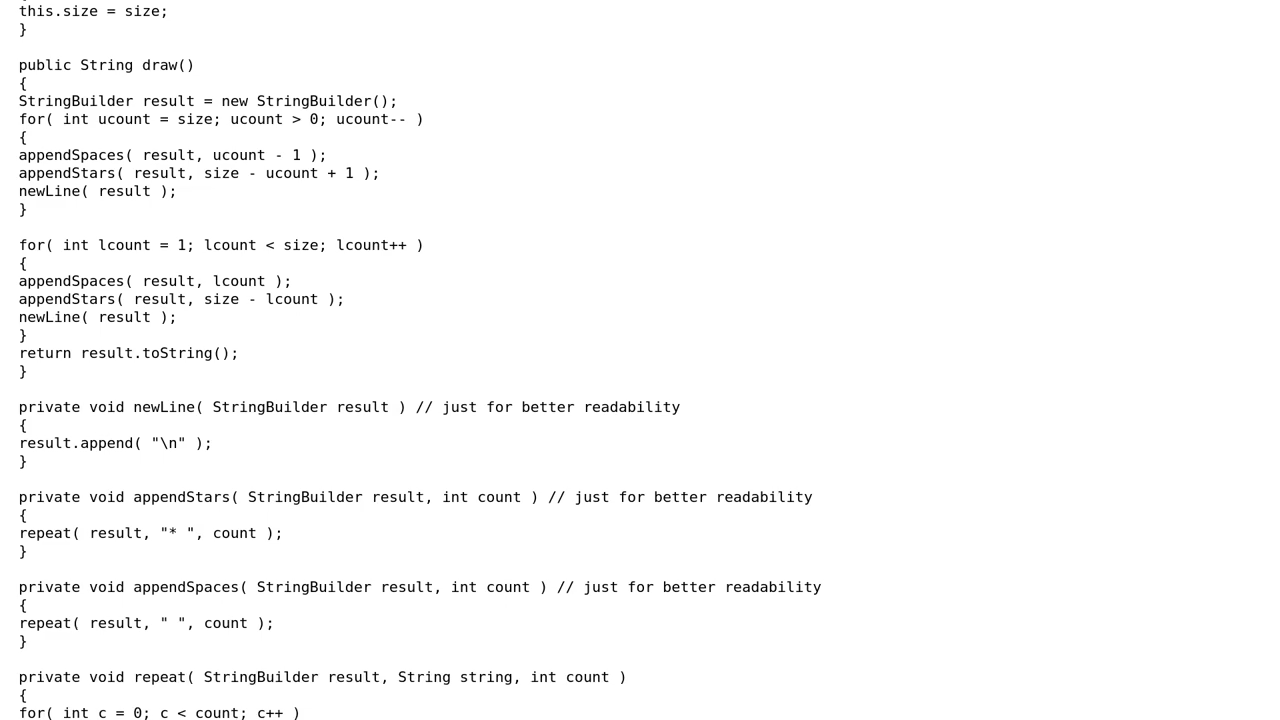 this.size = size;
}
public String draw()
{
StringBuilder result = new StringBuilder();
for( int ucount = size; ucount > 0; ucount-- )
{
appendSpaces( result, ucount - 1 );
appendStars( result, size - ucount + 1 );
newLine( result );
}
for( int lcount = 1; lcount < size; lcount++ )
{
appendSpaces( result, lcount );
appendStars( result, size - lcount );
newLine( result );
}
return result.toString();
}
private void newLine( StringBuilder result ) // just for better readability
{
result.append( "\n" );
}
private void appendStars( StringBuilder result, int count ) // just for better readability
{
repeat( result, "* ", count );
}
private void appendSpaces( StringBuilder result, int count ) // just for better readability
{
repeat( result, " ", count );
}
private void repeat( StringBuilder result, String string, int count )
{
for( int c = 0; c < count; c++ )